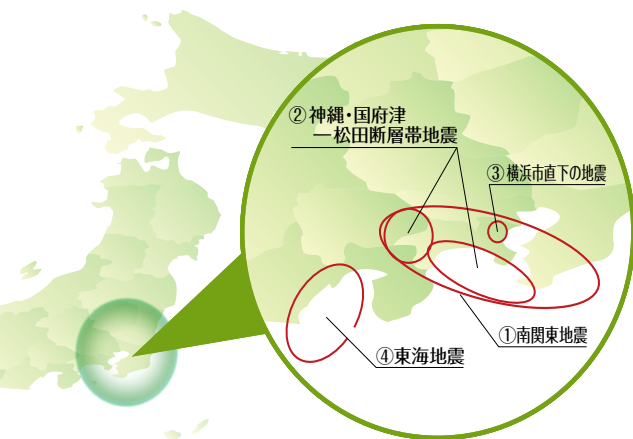 ②神縄・国府津
ー松田断層帯地震
③横浜市直下の地震
①南関東地震
④東海地震